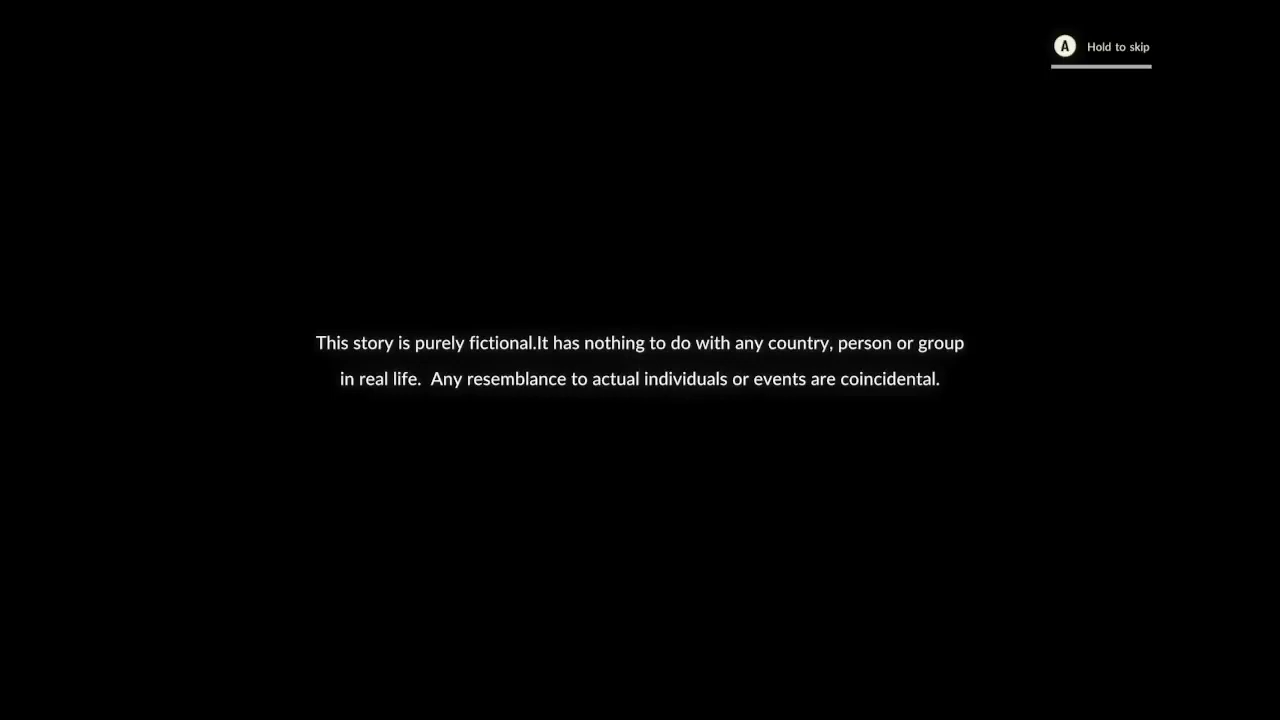 A Hold to skip
This story is purely fictional.It has nothing to do with any country, person or group
in real life.  Any resemblance to actual individuals or events are coincidental.